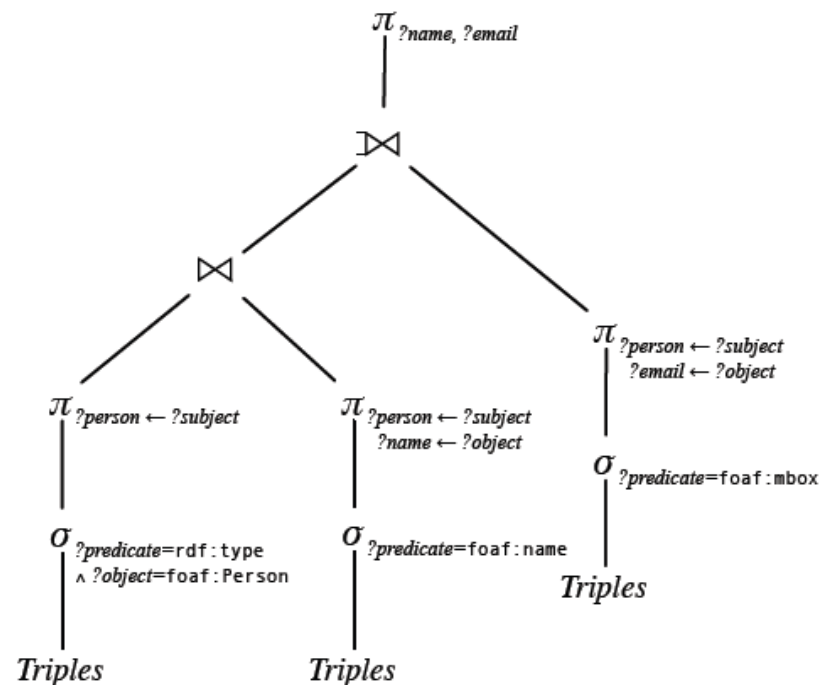 π ?name, ?email
⟕
⋈
π ?person ← ?subject
?email ← ?object
π ?person ← ?subject
π ?person ← ?subject
?name ← ?object
σ ?predicate=foaf:mbox
σ ?predicate=rdf:type
∧ ?object=foaf:Person
σ ?predicate=foaf:name
Triples
Triples
Triples